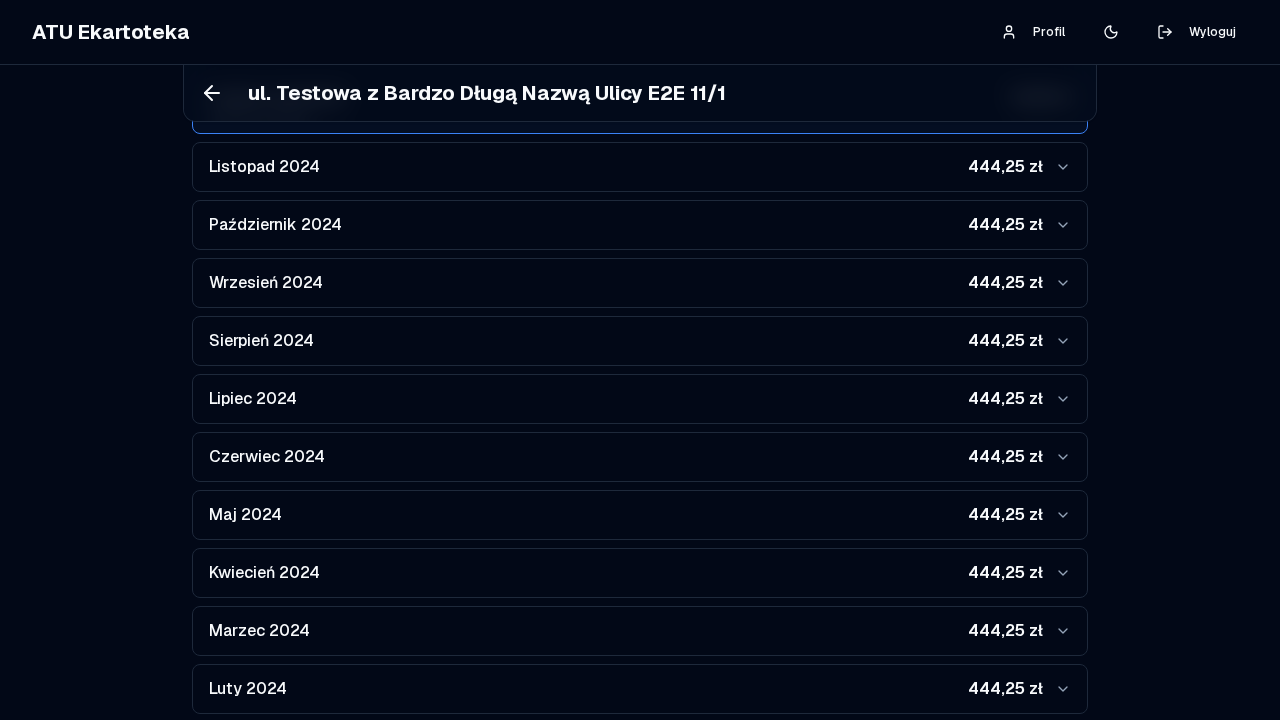 ATU Ekartoteka
Profil
Wyloguj
ul. Testowa z Bardzo Długą Nazwą Ulicy E2E 11/1
Listopad 2024 444,25 zł
Październik 2024 444,25 zł
Wrzesień 2024 444,25 zł
Sierpień 2024 444,25 zł
Lipiec 2024 444,25 zł
Czerwiec 2024 444,25 zł
Maj 2024 444,25 zł
Kwiecień 2024 444,25 zł
Marzec 2024 444,25 zł
Luty 2024 444,25 zł